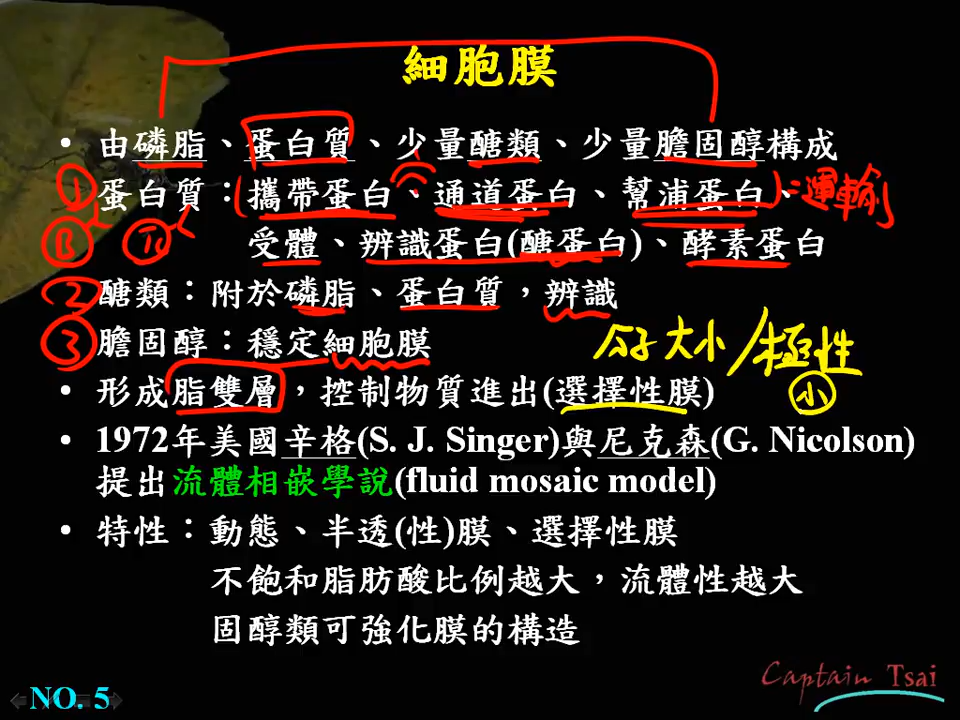 細胞膜
• 由磷脂、蛋白質、少量醣類、少量膽固醇構成
① 蛋白質：攜帶蛋白、通道蛋白、幫浦蛋白、：運輸
B Tc 受體、辨識蛋白(醣蛋白)、酵素蛋白
2 醣類：附於磷脂、蛋白質，辨識
③ 膽固醇：穩定細胞膜 分子大小/極性
• 形成脂雙層，控制物質進出(選擇性膜) 小
• 1972年美國辛格(S. J. Singer)與尼克森(G. Nicolson)
提出流體相嵌學說(fluid mosaic model)
• 特性：動態、半透(性)膜、選擇性膜
不飽和脂肪酸比例越大，流體性越大
固醇類可強化膜的構造
NO. 5
Captain Tsai